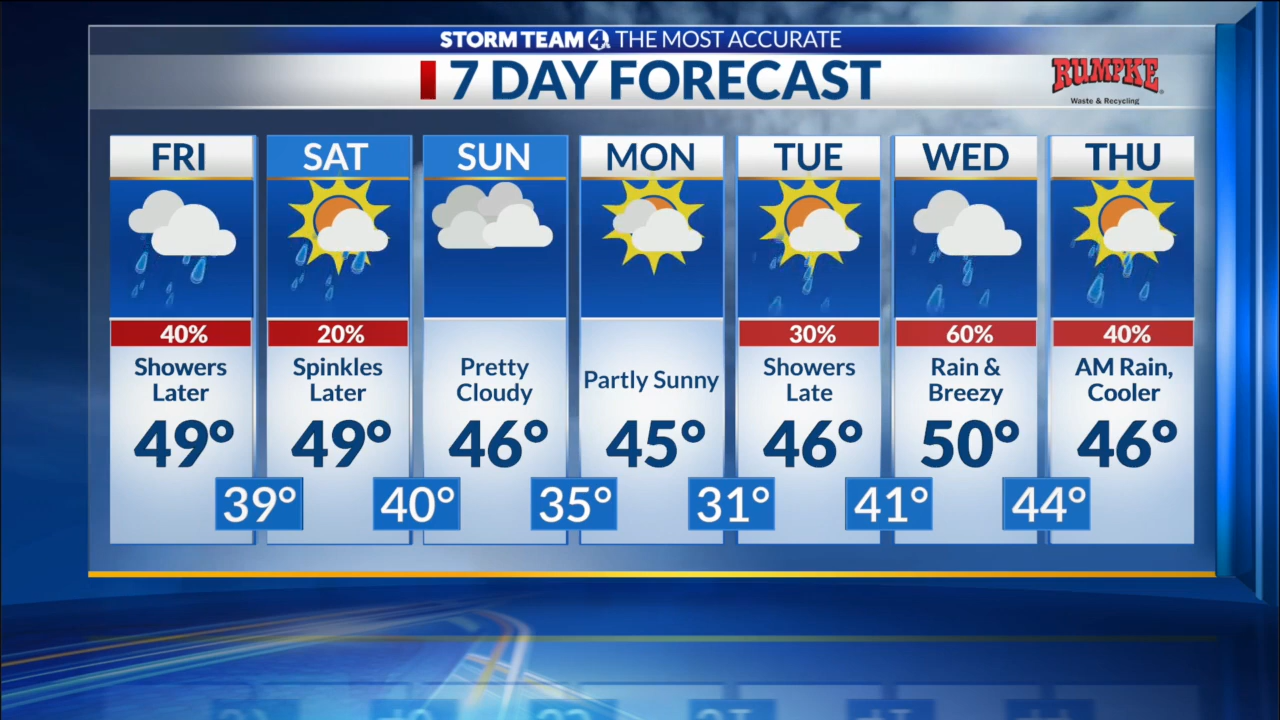 STORM TEAM 4 THE MOST ACCURATE
7 DAY FORECAST
RUMPKE
Waste & Recycling
FRI SAT SUN MON TUE WED THU
40% 20% 30% 60% 40%
Showers Later
Spinkles Later
Pretty Cloudy
Partly Sunny
Showers Late
Rain & Breezy
AM Rain, Cooler
49° 49° 46° 45° 46° 50° 46°
39° 40° 35° 31° 41° 44°